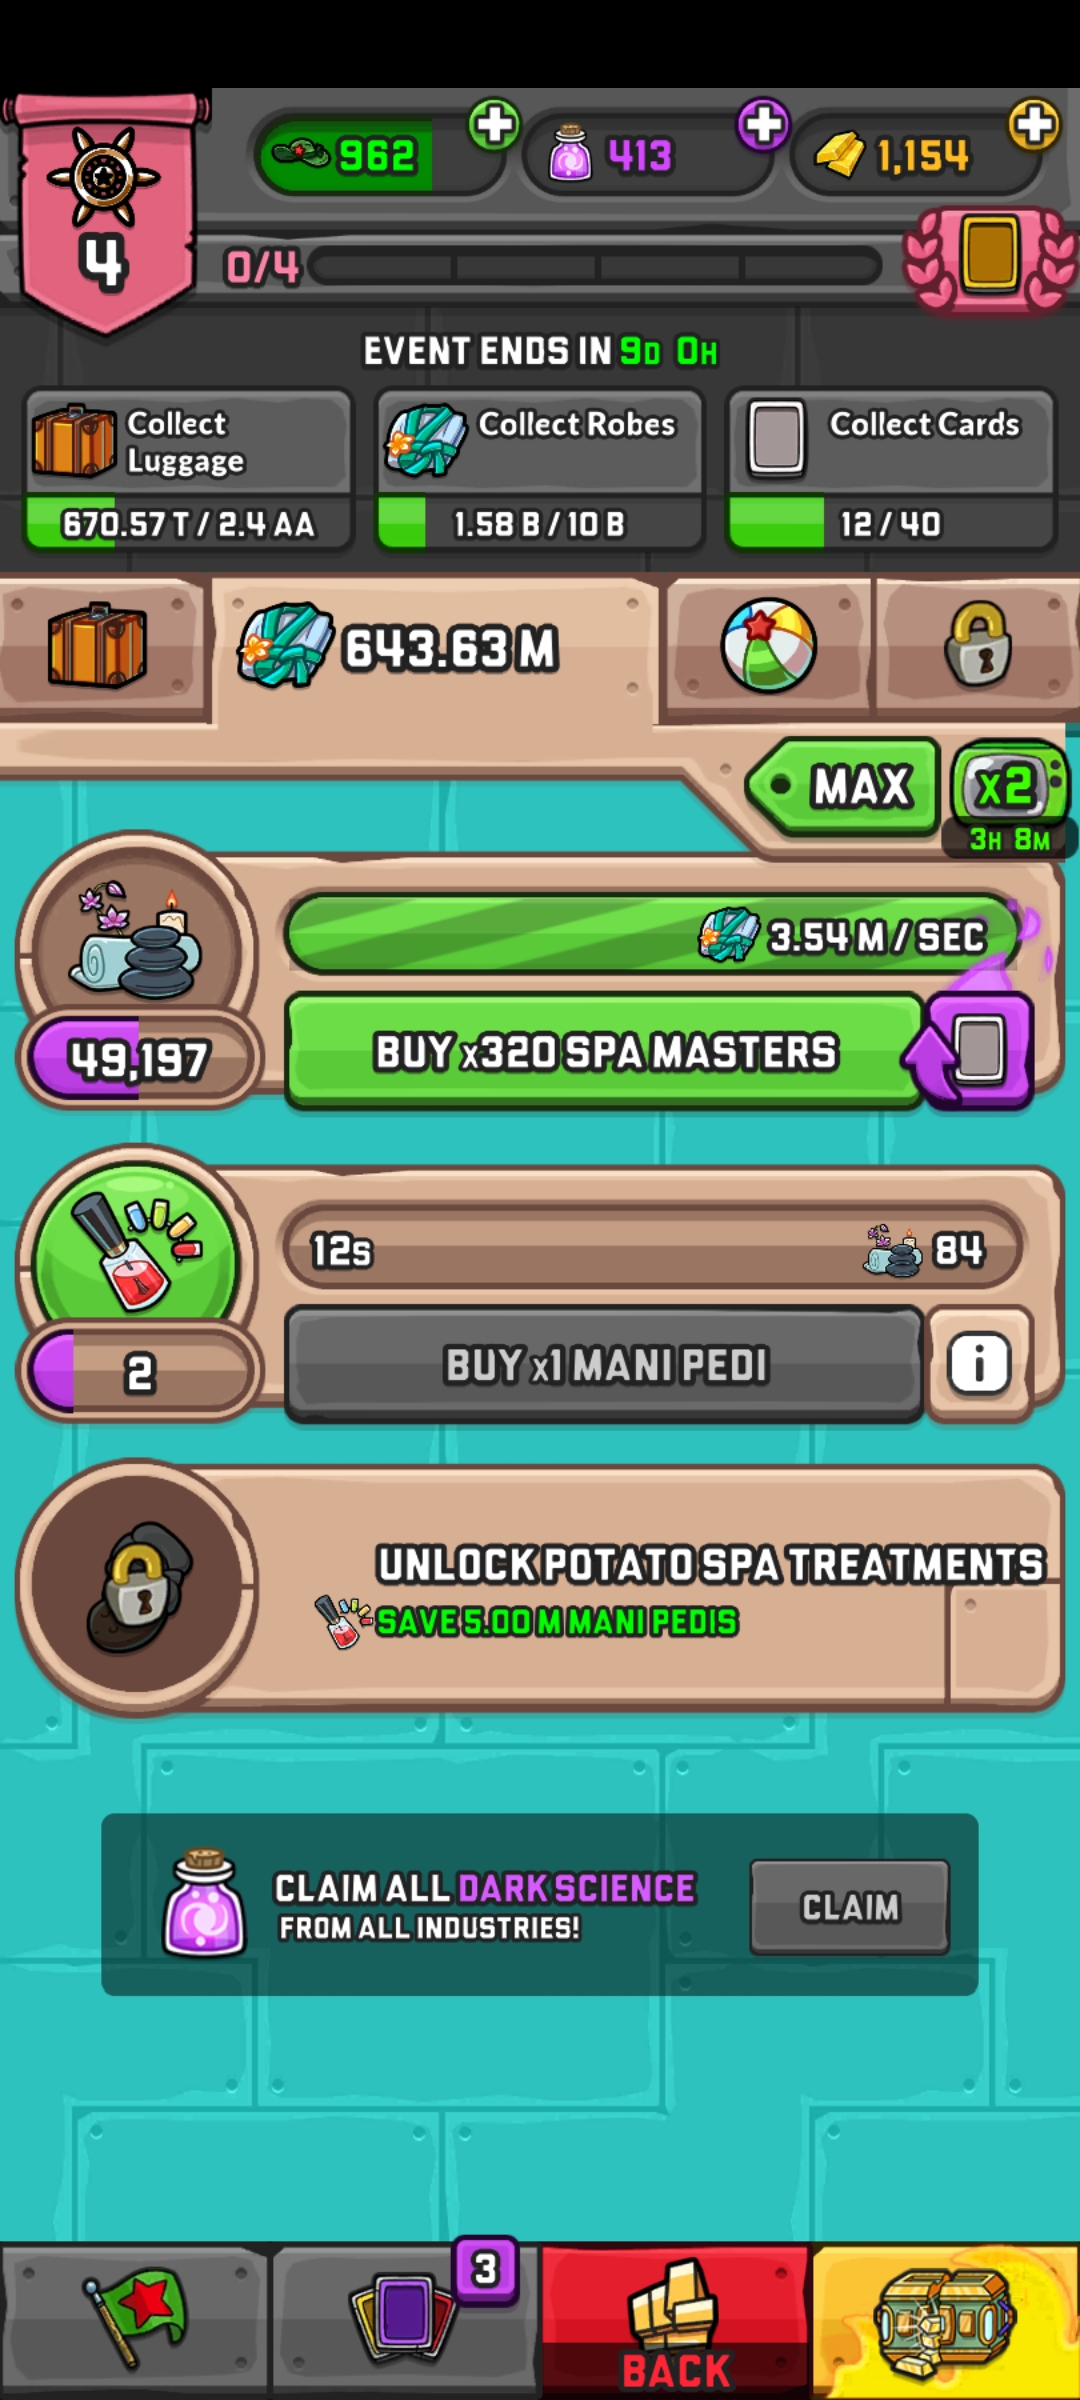 962
413
1,154
4
0/4
EVENT ENDS IN 9D 0H
Collect
Luggage
670.57 T / 2.4 AA
Collect Robes
1.58 B / 10 B
Collect Cards
12 / 40
643.63 M
MAX
x2
3H 8M
3.54 M / SEC
49,197
BUY x320 SPA MASTERS
12s
84
2
BUY x1 MANI PEDI
i
UNLOCK POTATO SPA TREATMENTS
SAVE 5.00 M MANI PEDIS
CLAIM ALL DARK SCIENCE
FROM ALL INDUSTRIES!
CLAIM
3
BACK